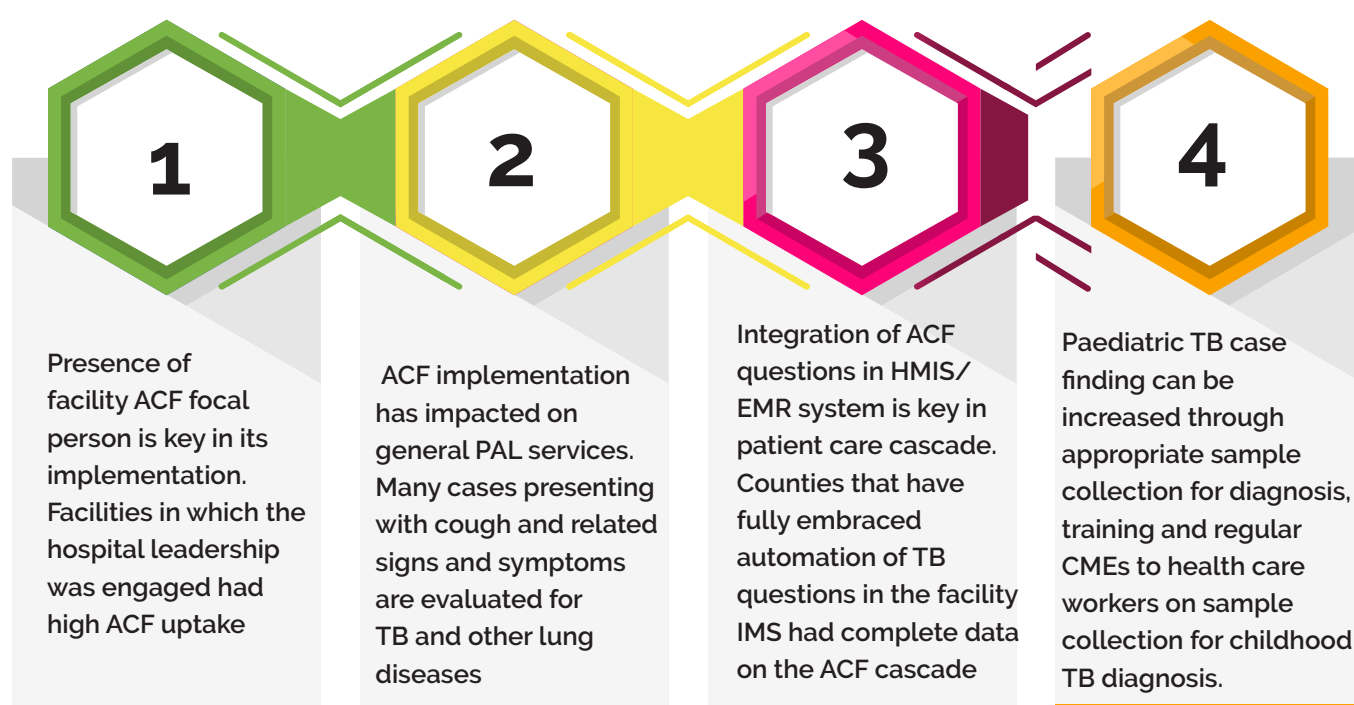 1
Presence of
facility ACF focal
person is key in its
implementation.
Facilities in which the
hospital leadership
was engaged had
high ACF uptake
2
ACF implementation
has impacted on
general PAL services.
Many cases presenting
with cough and related
signs and symptoms
are evaluated for
TB and other lung
diseases
3
Integration of ACF
questions in HMIS/
EMR system is key in
patient care cascade.
Counties that have
fully embraced
automation of TB
questions in the facility
IMS had complete data
on the ACF cascade
4
Paediatric TB case
finding can be
increased through
appropriate sample
collection for diagnosis,
training and regular
CMEs to health care
workers on sample
collection for childhood
TB diagnosis.